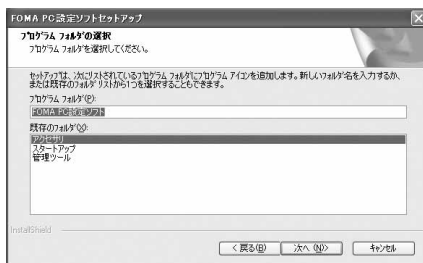 FOMA PC設定ソフトセットアップ
プログラム フォルダの選択
プログラム フォルダを選択してください。
セットアップは、次にリストされているプログラム フォルダにプログラム アイコンを追加します。新しいフォルダ名を入力するか、
または既存のフォルダ リストから1つを選択することもできます。
プログラム フォルダ(P):
FOMA PC設定ソフト
既存のフォルダ(X):
アクセサリ
スタートアップ
管理ツール
InstallShield
< 戻る(B)
次へ (N)>
キャンセル